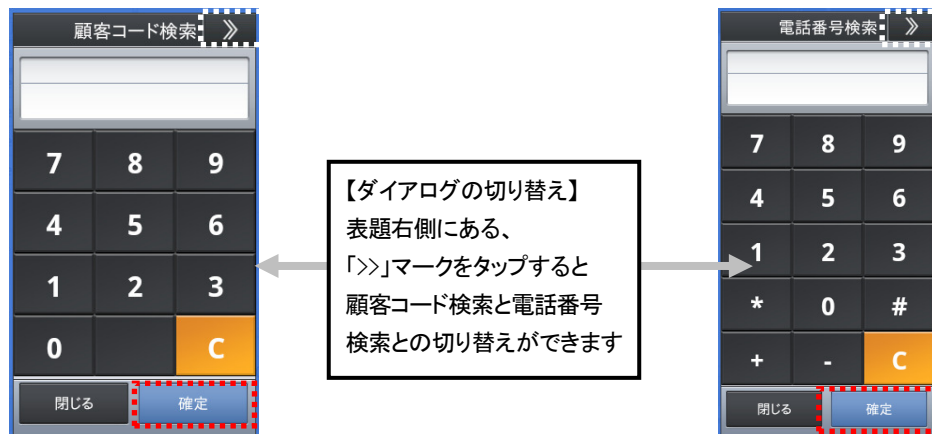 顧客コード検索 》
7 8 9
4 5 6
1 2 3
0 C
閉じる 確定
【ダイアログの切り替え】
表題右側にある、
「>>」マークをタップすると
顧客コード検索と電話番号
検索との切り替えができます
電話番号検索 》
7 8 9
4 5 6
1 2 3
* 0 #
+ - C
閉じる 確定